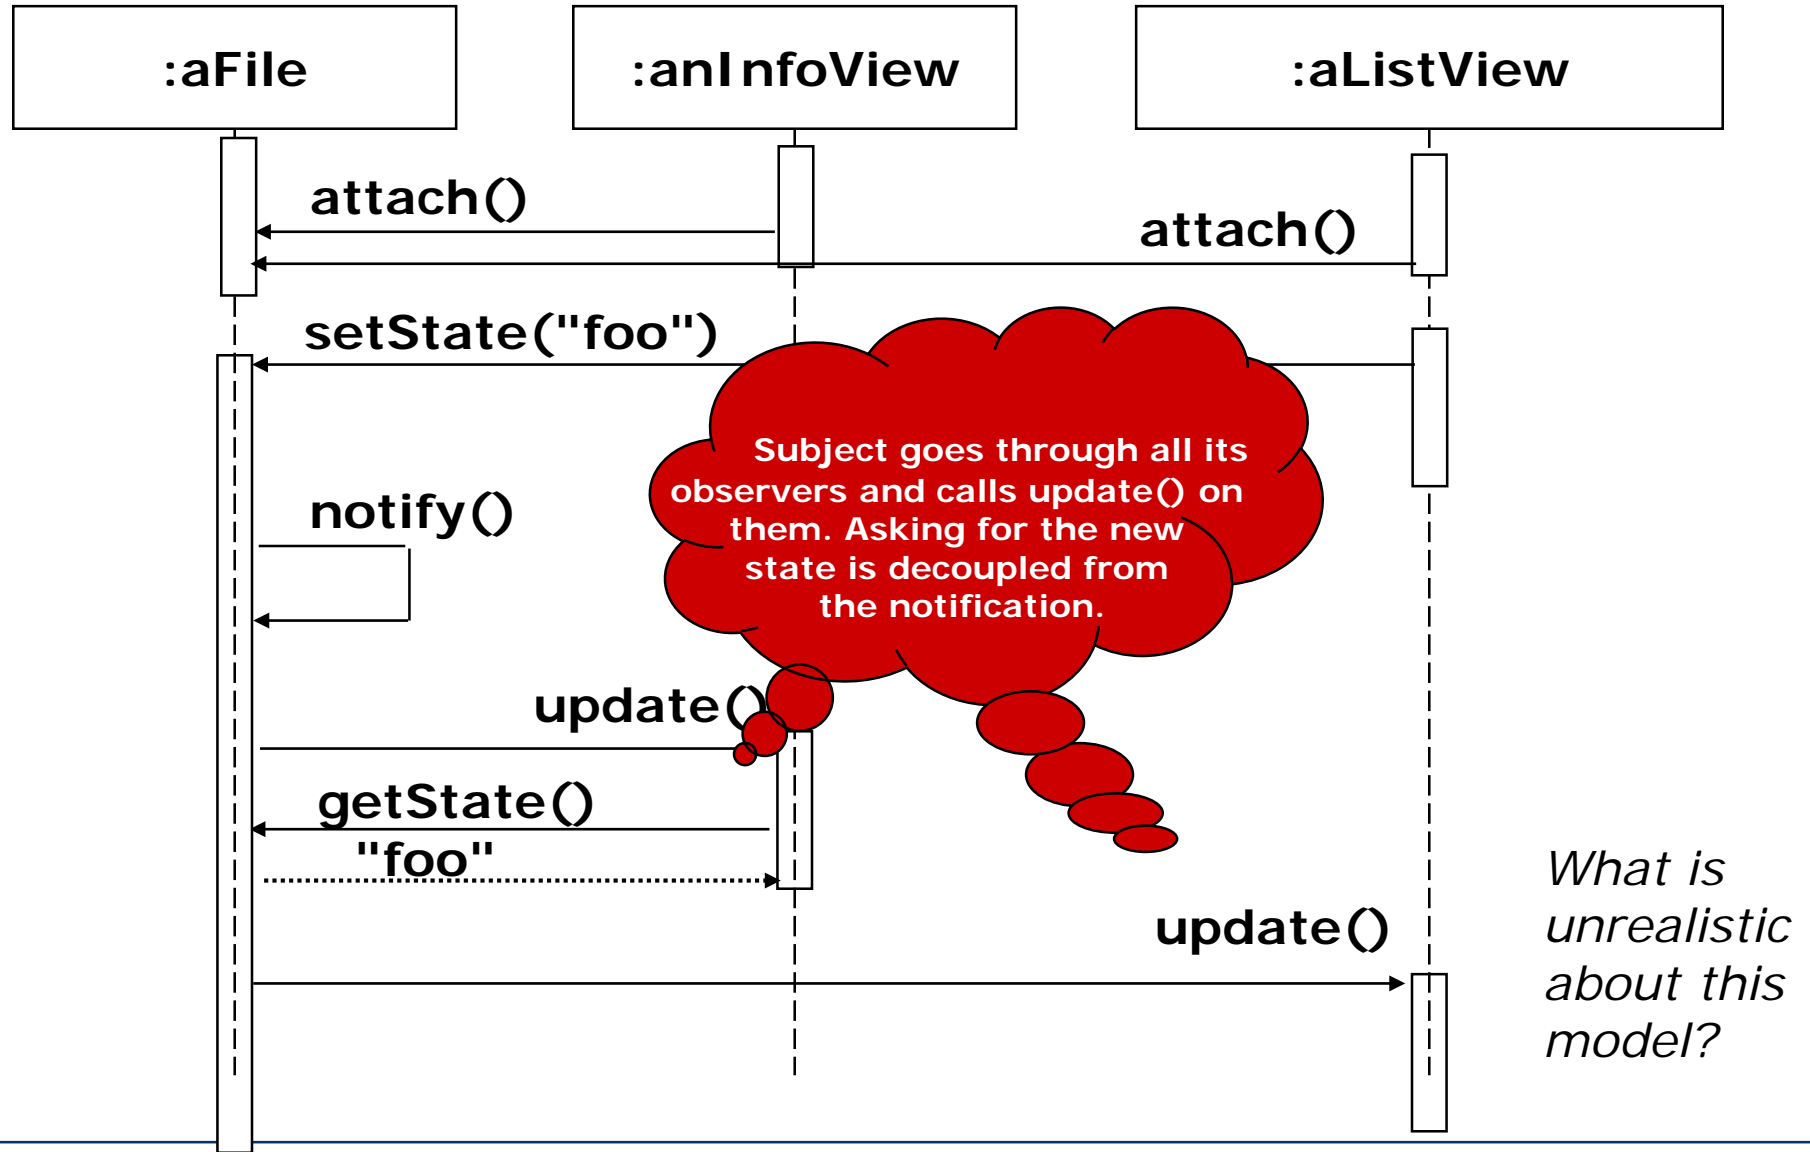 :aFile
:anInfoView
:aListView
attach()
attach()
setState("foo")
Subject goes through all its
observers and calls update() on
them. Asking for the new
state is decoupled from
the notification.
notify()
update()
getState()
"foo"
update()
What is
unrealistic
about this
model?